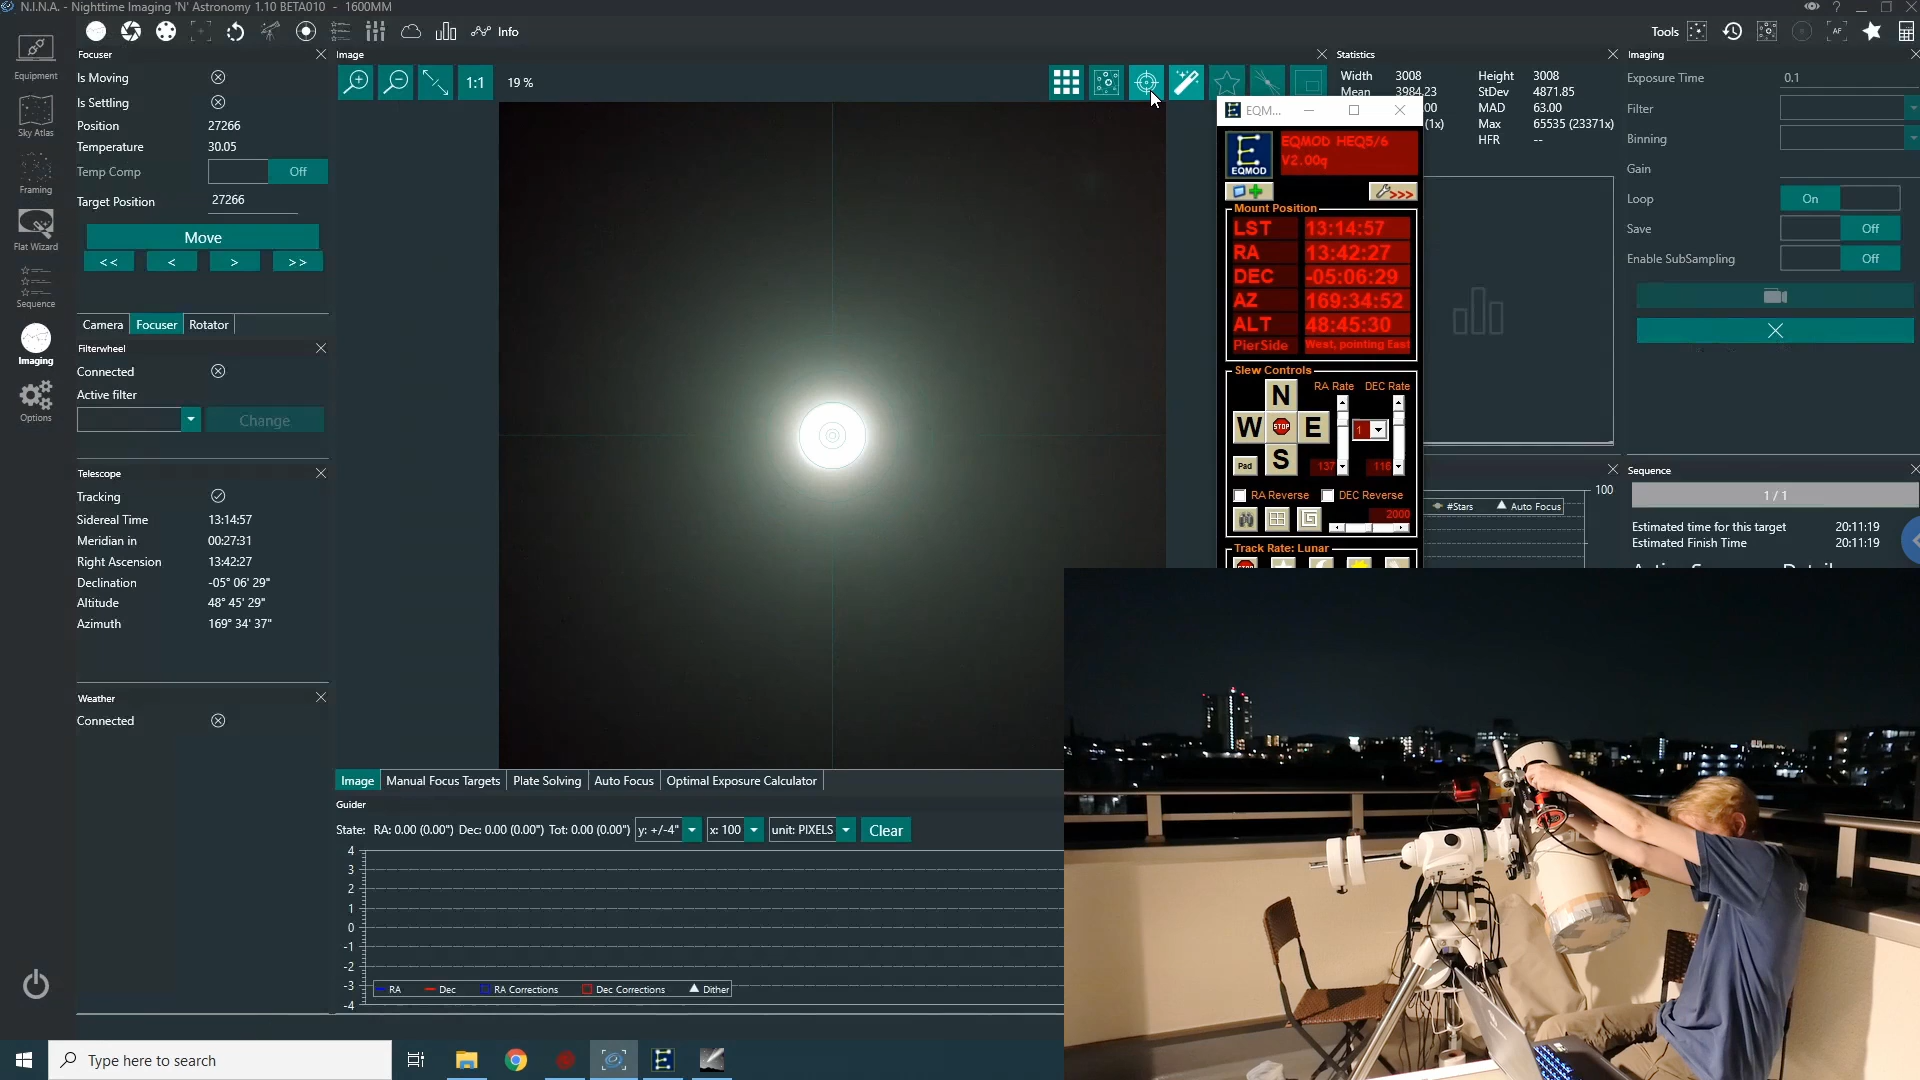 N.I.N.A. - Nighttime Imaging 'N' Astronomy 1.10 BETA010 - 1600MM
Info
Tools
Equipment
Sky Atlas
Framing
Flat Wizard
Sequence
Imaging
Options
Focuser
Is Moving
Is Settling
Position 27266
Temperature 30.05
Temp Comp Off
Target Position 27266
Move
<< < > >>
Camera Focuser Rotator
Filterwheel
Connected
Active filter
Change
Telescope
Tracking
Sidereal Time 13:14:57
Meridian in 00:27:31
Right Ascension 13:42:27
Declination -05° 06' 29"
Altitude 48° 45' 29"
Azimuth 169° 34' 37"
Weather
Connected
Image
1:1 19 %
Image Manual Focus Targets Plate Solving Auto Focus Optimal Exposure Calculator
Guider
State: RA: 0.00 (0.00") Dec: 0.00 (0.00") Tot: 0.00 (0.00") y: +/-4" x: 100 unit: PIXELS Clear
4
3
2
1
0
-1
-2
-3
-4
RA Dec RA Corrections Dec Corrections Dither
EQM...
EQMOD
EQMOD HEQ5/6
V2.00q
>>>
Mount Position
LST 13:14:57
RA 13:42:27
DEC -05:06:29
AZ 169:34:52
ALT 48:45:30
PierSide West, pointing East
Slew Controls
RA Rate DEC Rate
N
W STOP E
S
Pad
1
137 116
RA Reverse DEC Reverse
2000
Track Rate: Lunar
Statistics
Width 3008 Height 3008
Mean 3984.23 StDev 4871.85
00 MAD 63.00
(1x) Max 65535 (23371x)
HFR --
100
#Stars Auto Focus
Imaging
Exposure Time 0.1
Filter
Binning
Gain
Loop On
Save Off
Enable SubSampling Off
AF
Sequence
1 / 1
Estimated time for this target 20:11:19
Estimated Finish Time 20:11:19
Type here to search